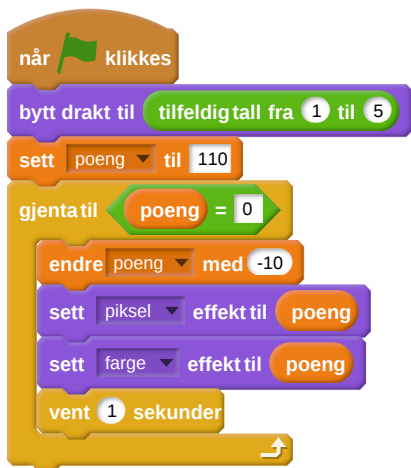 når klikkes
bytt drakt til tilfeldig tall fra 1 til 5
sett poeng til 110
gjenta til poeng = 0
endre poeng med -10
sett piksel effekt til poeng
sett farge effekt til poeng
vent 1 sekunder